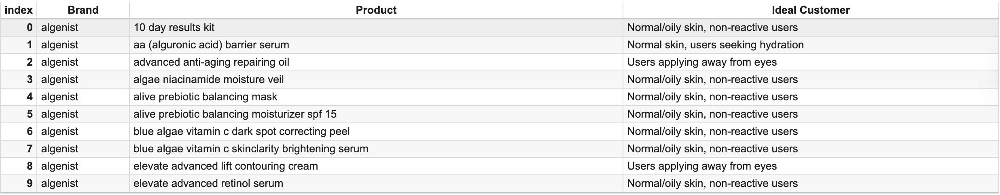 index Brand Product Ideal Customer
0 algenist 10 day results kit Normal/oily skin, non-reactive users
1 algenist aa (alguronic acid) barrier serum Normal skin, users seeking hydration
2 algenist advanced anti-aging repairing oil Users applying away from eyes
3 algenist algae niacinamide moisture veil Normal/oily skin, non-reactive users
4 algenist alive prebiotic balancing mask Normal/oily skin, non-reactive users
5 algenist alive prebiotic balancing moisturizer spf 15 Normal/oily skin, non-reactive users
6 algenist blue algae vitamin c dark spot correcting peel Normal/oily skin, non-reactive users
7 algenist blue algae vitamin c skinclarity brightening serum Normal/oily skin, non-reactive users
8 algenist elevate advanced lift contouring cream Users applying away from eyes
9 algenist elevate advanced retinol serum Normal/oily skin, non-reactive users